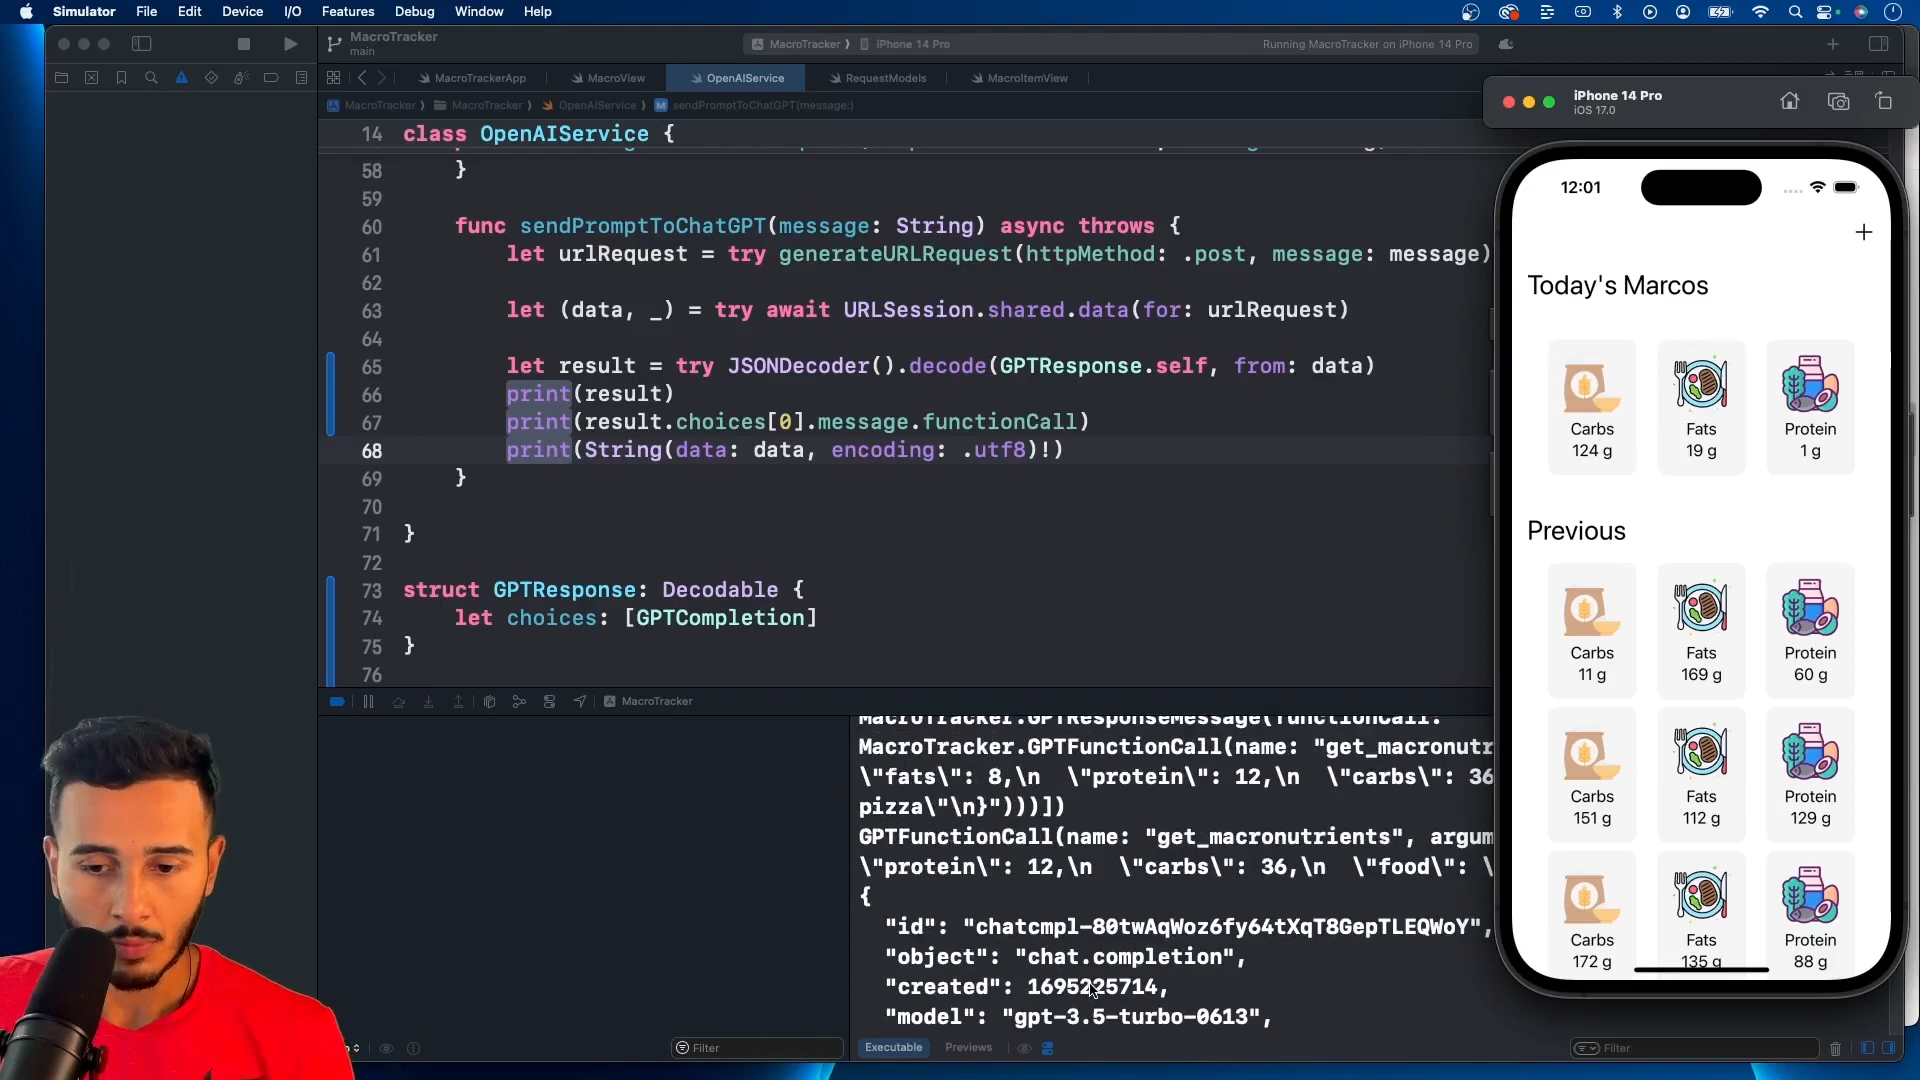 Simulator File Edit Device I/O Features Debug Window Help
MacroTracker
main
MacroTracker ⟩ iPhone 14 Pro
Running MacroTracker on iPhone 14 Pro
MacroTrackerApp
MacroView
OpenAIService
RequestModels
MacroItemView
MacroTracker ⟩ MacroTracker ⟩ OpenAIService ⟩ M sendPromptToChatGPT(message:)
14 class OpenAIService {
58 }
59
60 func sendPromptToChatGPT(message: String) async throws {
61 let urlRequest = try generateURLRequest(httpMethod: .post, message: message)
62
63 let (data, _) = try await URLSession.shared.data(for: urlRequest)
64
65 let result = try JSONDecoder().decode(GPTResponse.self, from: data)
66 print(result)
67 print(result.choices[0].message.functionCall)
68 print(String(data: data, encoding: .utf8)!)
69 }
70
71 }
72
73 struct GPTResponse: Decodable {
74 let choices: [GPTCompletion]
75 }
76
MacroTracker
MacroTracker.GPTResponseMessage(functionCall:
MacroTracker.GPTFunctionCall(name: "get_macronutr
\"fats\": 8,\n  \"protein\": 12,\n  \"carbs\": 36
pizza\"\n}")))])
GPTFunctionCall(name: "get_macronutrients", argum
\"protein\": 12,\n  \"carbs\": 36,\n  \"food\": \
{
"id": "chatcmpl-80twAqWoz6fy64tXqT8GepTLEQWoY",
"object": "chat.completion",
"created": 1695225714,
"model": "gpt-3.5-turbo-0613",
Filter
Executable
Previews
Filter
iPhone 14 Pro
iOS 17.0
12:01
Today's Marcos
Carbs
124 g
Fats
19 g
Protein
1 g
Previous
Carbs
11 g
Fats
169 g
Protein
60 g
Carbs
151 g
Fats
112 g
Protein
129 g
Carbs
172 g
Fats
135 g
Protein
88 g